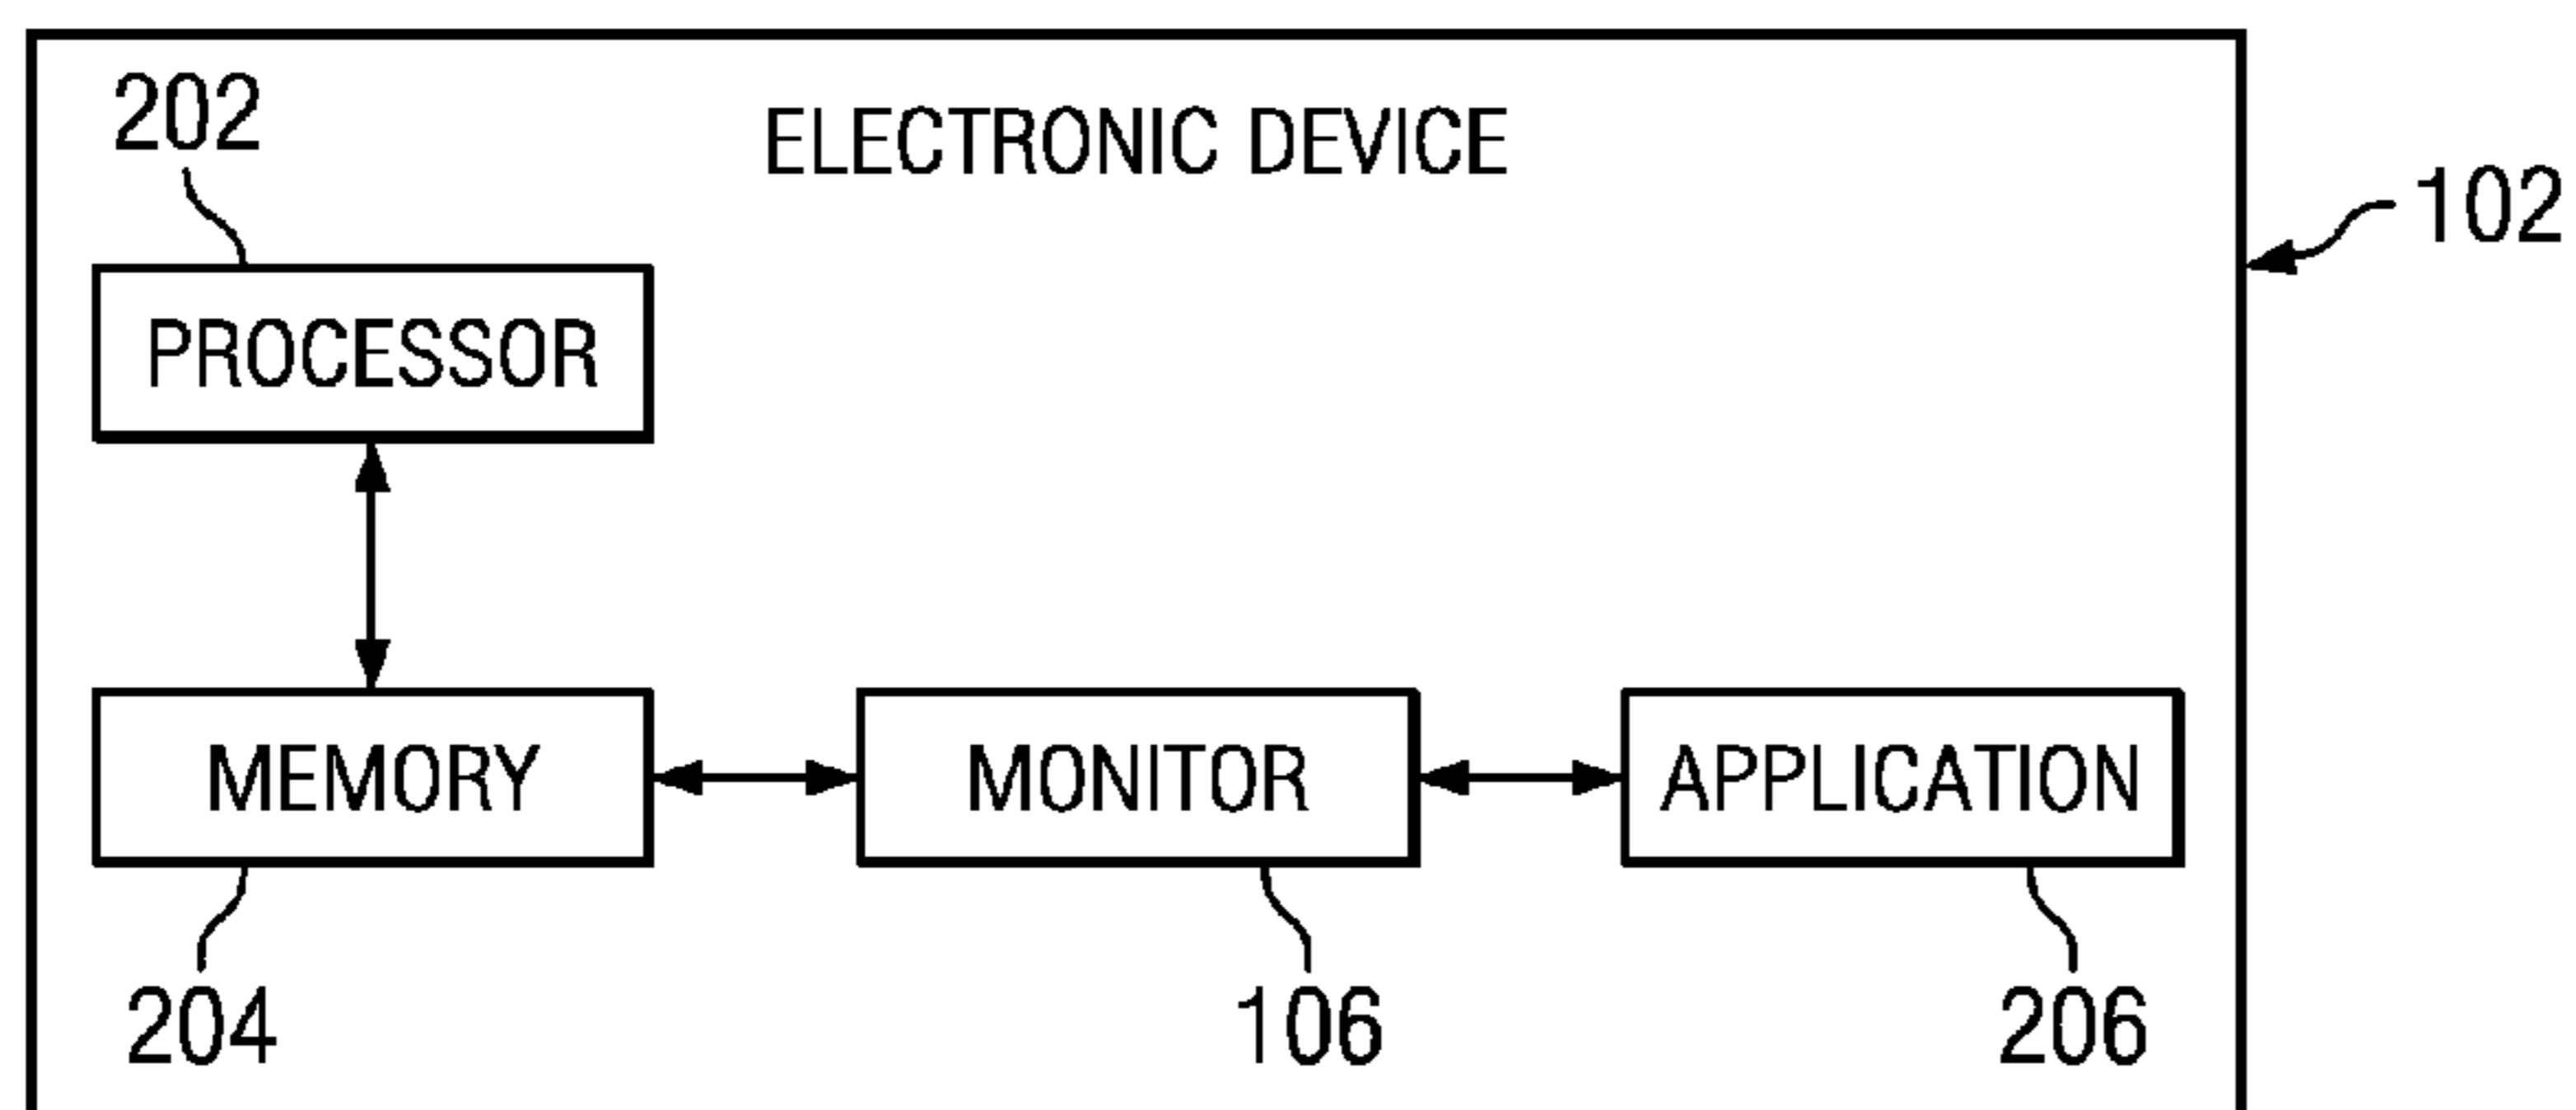 202
ELECTRONIC DEVICE
102
PROCESSOR
MEMORY
MONITOR
APPLICATION
204
106
206